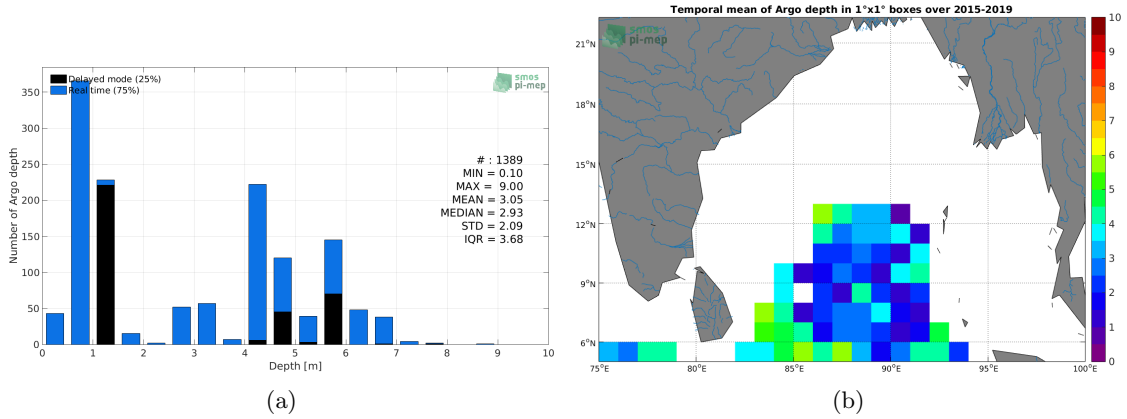 Delayed mode (25%)
Real time (75%)
smos
pi-mep
# : 1389
MIN = 0.10
MAX = 9.00
MEAN = 3.05
MEDIAN = 2.93
STD = 2.09
IQR = 3.68
Number of Argo depth
350
300
250
200
150
100
50
0
0 1 2 3 4 5 6 7 8 9 10
Depth [m]
(a)
Temporal mean of Argo depth in 1°x1° boxes over 2015-2019
smos
pi-mep
21°N
18°N
15°N
12°N
9°N
6°N
75°E 80°E 85°E 90°E 95°E 100°E
10
9
8
7
6
5
4
3
2
1
0
(b)